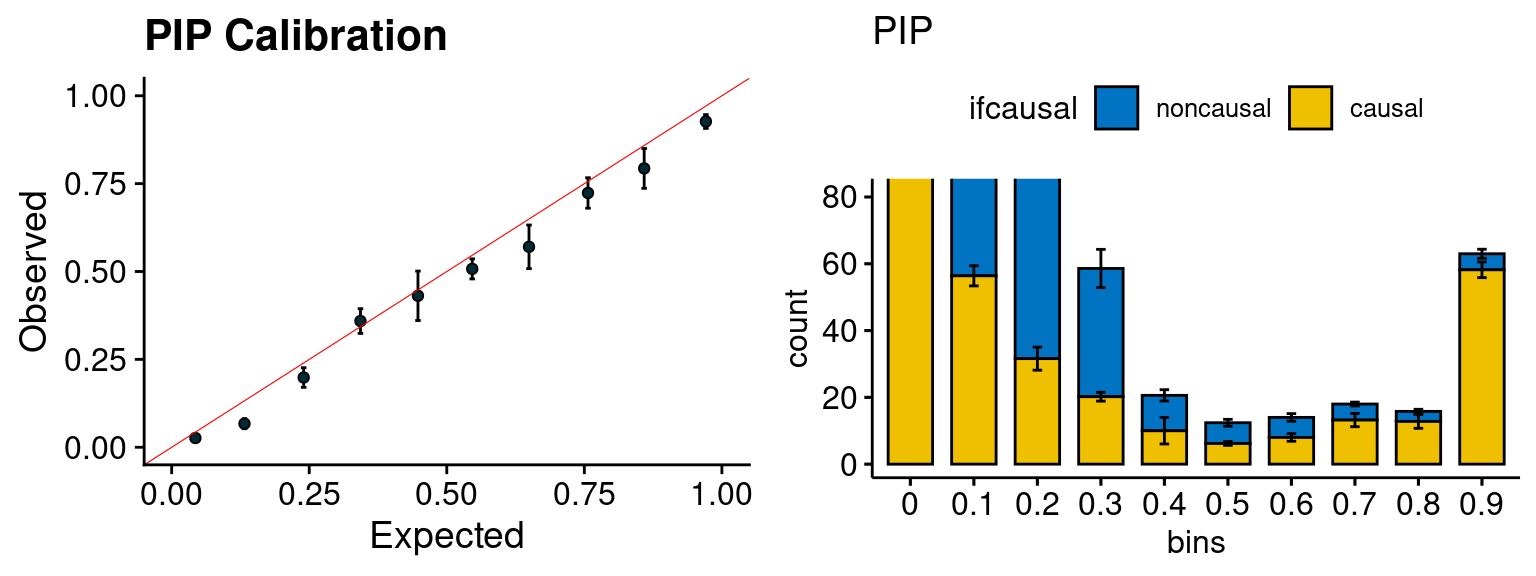 PIP Calibration
1.00
0.75
0.50
0.25
0.00
Observed
0.00 0.25 0.50 0.75 1.00
Expected
PIP
ifcausal noncausal causal
80
60
40
20
0
count
0 0.1 0.2 0.3 0.4 0.5 0.6 0.7 0.8 0.9
bins